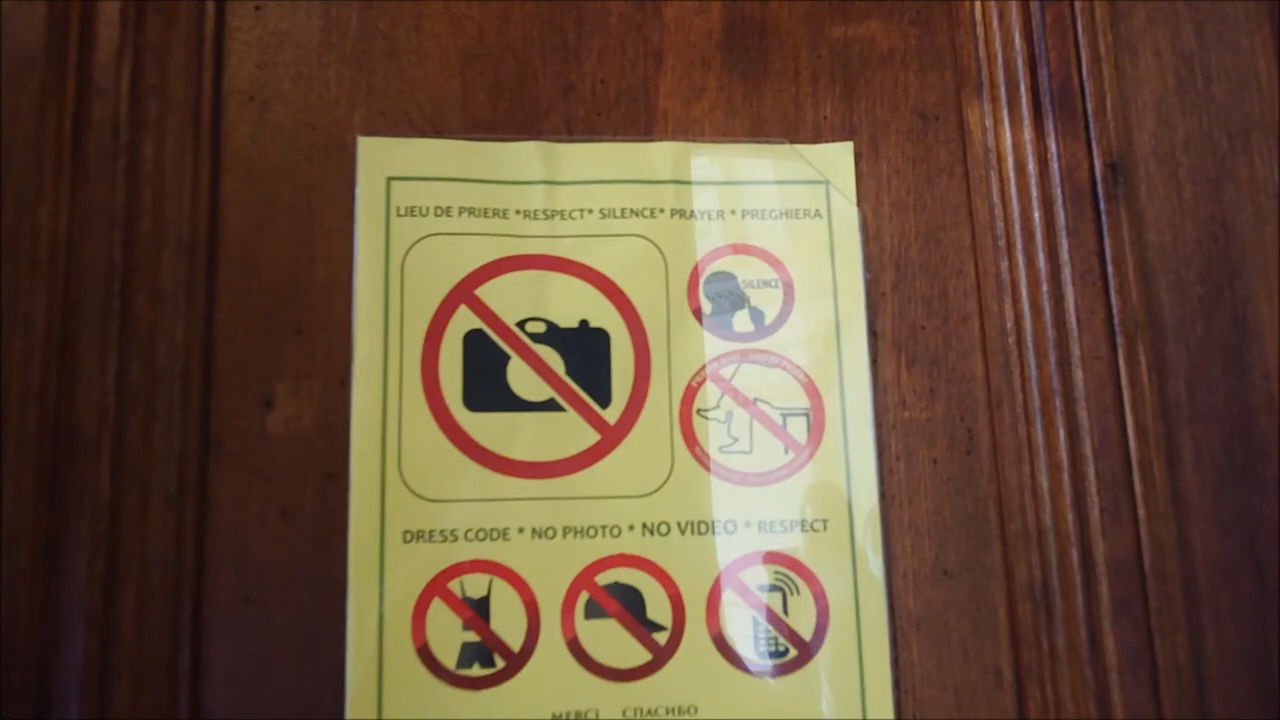 LIEU DE PRIERE *RESPECT* SILENCE* PRAYER * PREGHIERA
SILENCE
DRESS CODE * NO PHOTO * NO VIDEO * RESPECT
MERCI СПАСИБО